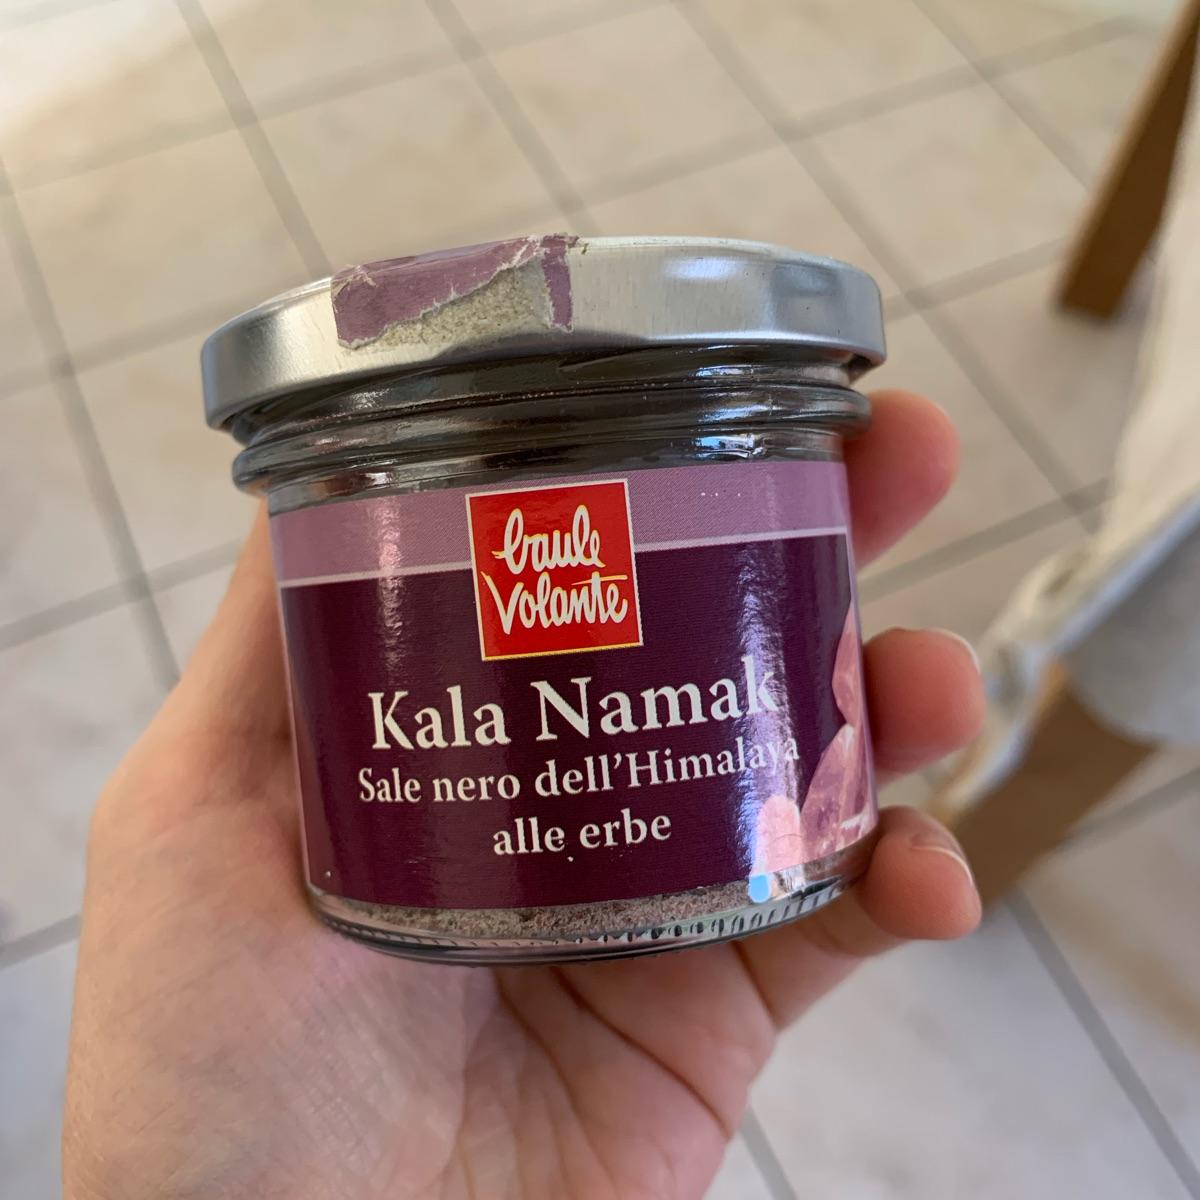 baule
volante
Kala Namak
Sale nero dell'Himalaya
alle erbe